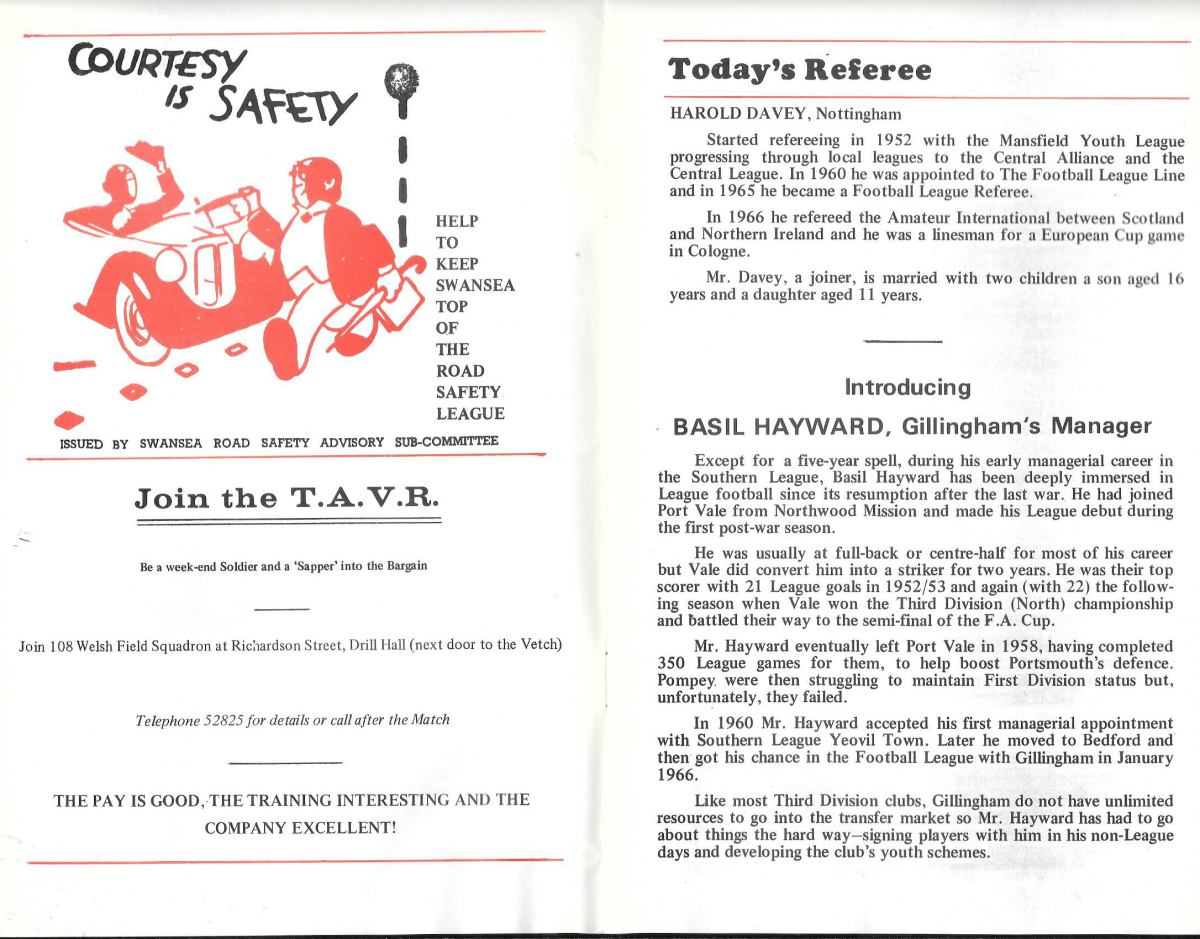 COURTESY
IS SAFETY
HELP
TO
KEEP
SWANSEA
TOP
OF
THE
ROAD
SAFETY
LEAGUE
ISSUED BY SWANSEA ROAD SAFETY ADVISORY SUB-COMMITTEE
Join the T.A.V.R.
Be a week-end Soldier and a 'Sapper' into the Bargain
Join 108 Welsh Field Squadron at Richardson Street, Drill Hall (next door to the Vetch)
Telephone 52825 for details or call after the Match
THE PAY IS GOOD, THE TRAINING INTERESTING AND THE
COMPANY EXCELLENT!
Today's Referee
HAROLD DAVEY, Nottingham
Started refereeing in 1952 with the Mansfield Youth League
progressing through local leagues to the Central Alliance and the
Central League. In 1960 he was appointed to The Football League Line
and in 1965 he became a Football League Referee.
In 1966 he refereed the Amateur International between Scotland
and Northern Ireland and he was a linesman for a European Cup game
in Cologne.
Mr. Davey, a joiner, is married with two children a son aged 16
years and a daughter aged 11 years.
Introducing
BASIL HAYWARD, Gillingham's Manager
Except for a five-year spell, during his early managerial career in
the Southern League, Basil Hayward has been deeply immersed in
League football since its resumption after the last war. He had joined
Port Vale from Northwood Mission and made his League debut during
the first post-war season.
He was usually at full-back or centre-half for most of his career
but Vale did convert him into a striker for two years. He was their top
scorer with 21 League goals in 1952/53 and again (with 22) the follow-
ing season when Vale won the Third Division (North) championship
and battled their way to the semi-final of the F.A. Cup.
Mr. Hayward eventually left Port Vale in 1958, having completed
350 League games for them, to help boost Portsmouth's defence.
Pompey were then struggling to maintain First Division status but,
unfortunately, they failed.
In 1960 Mr. Hayward accepted his first managerial appointment
with Southern League Yeovil Town. Later he moved to Bedford and
then got his chance in the Football League with Gillingham in January
1966.
Like most Third Division clubs, Gillingham do not have unlimited
resources to go into the transfer market so Mr. Hayward has had to go
about things the hard way—signing players with him in his non-League
days and developing the club's youth schemes.